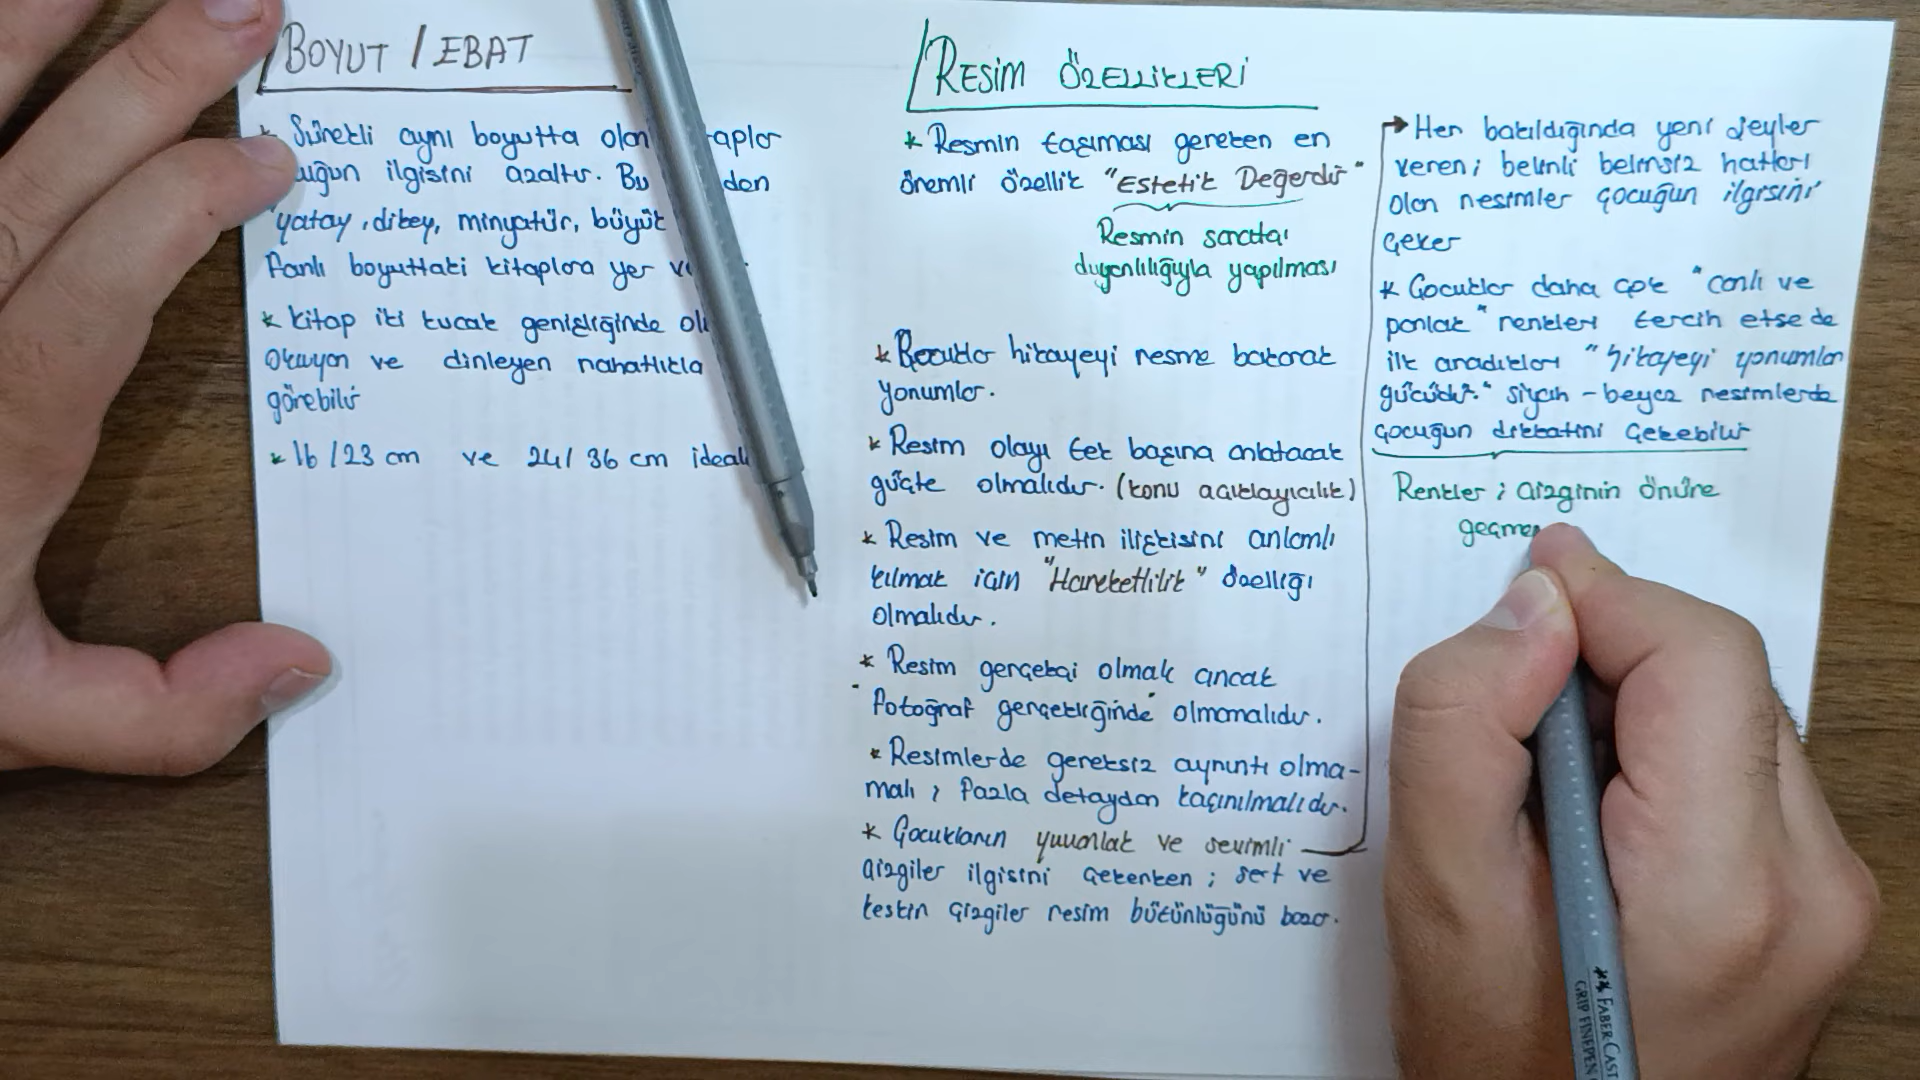 BOYUT / EBAT
* Sürekli aynı boyutta olan
ilgisini azaltır. Bu
yatay, dikey, minyatür, büyük
farklı boyuttaki kitaplara yer
* kitap iki kucak genişliğinde
Okuyan ve dinleyen rahatlıkla
görebilir
* 16/23 cm ve 24/36 cm
RESİM ÖZELLİKLERİ
* Resmin taşıması gereken en
önemli özellik "Estetik Değerdir"
Resmin sanatsal
duyarlılığıyla yapılması
* Çocuklar hikayeyi resme bakarak
yorumlar.
* Resim olayı tek başına anlatacak
güçte olmalıdır. (konu açıklayıcılık)
* Resim ve metin ilişkisini anlamlı
kılmak için "Hareketlilik" özelliği
olmalıdır.
* Resim gerçekçi olmalı ancak
fotoğraf gerçekliğinde olmamalıdır.
* Resimlerde gereksiz ayrıntı olma-
malı; fazla detaydan kaçınılmalıdır.
* Çocukların yuvarlak ve sevimli
çizgiler ilgisini çekerken; sert ve
keskin çizgiler resim bütünlüğünü bozar.
Her bakıldığında yeni şeyler
veren; belirli belirsiz hatları
olan resimler çocuğun ilgisini
çeker
* Çocuklar daha çok "canlı ve
parlak" renkleri tercih etse de
ilk aradıkları "hikayeyi yorumlar
gücüdür." siyah - beyaz resimlerde
çocuğun dikkatini çekebilir
Renkler; çizginin önüne
FABER CAST
GRIP FINEPEN